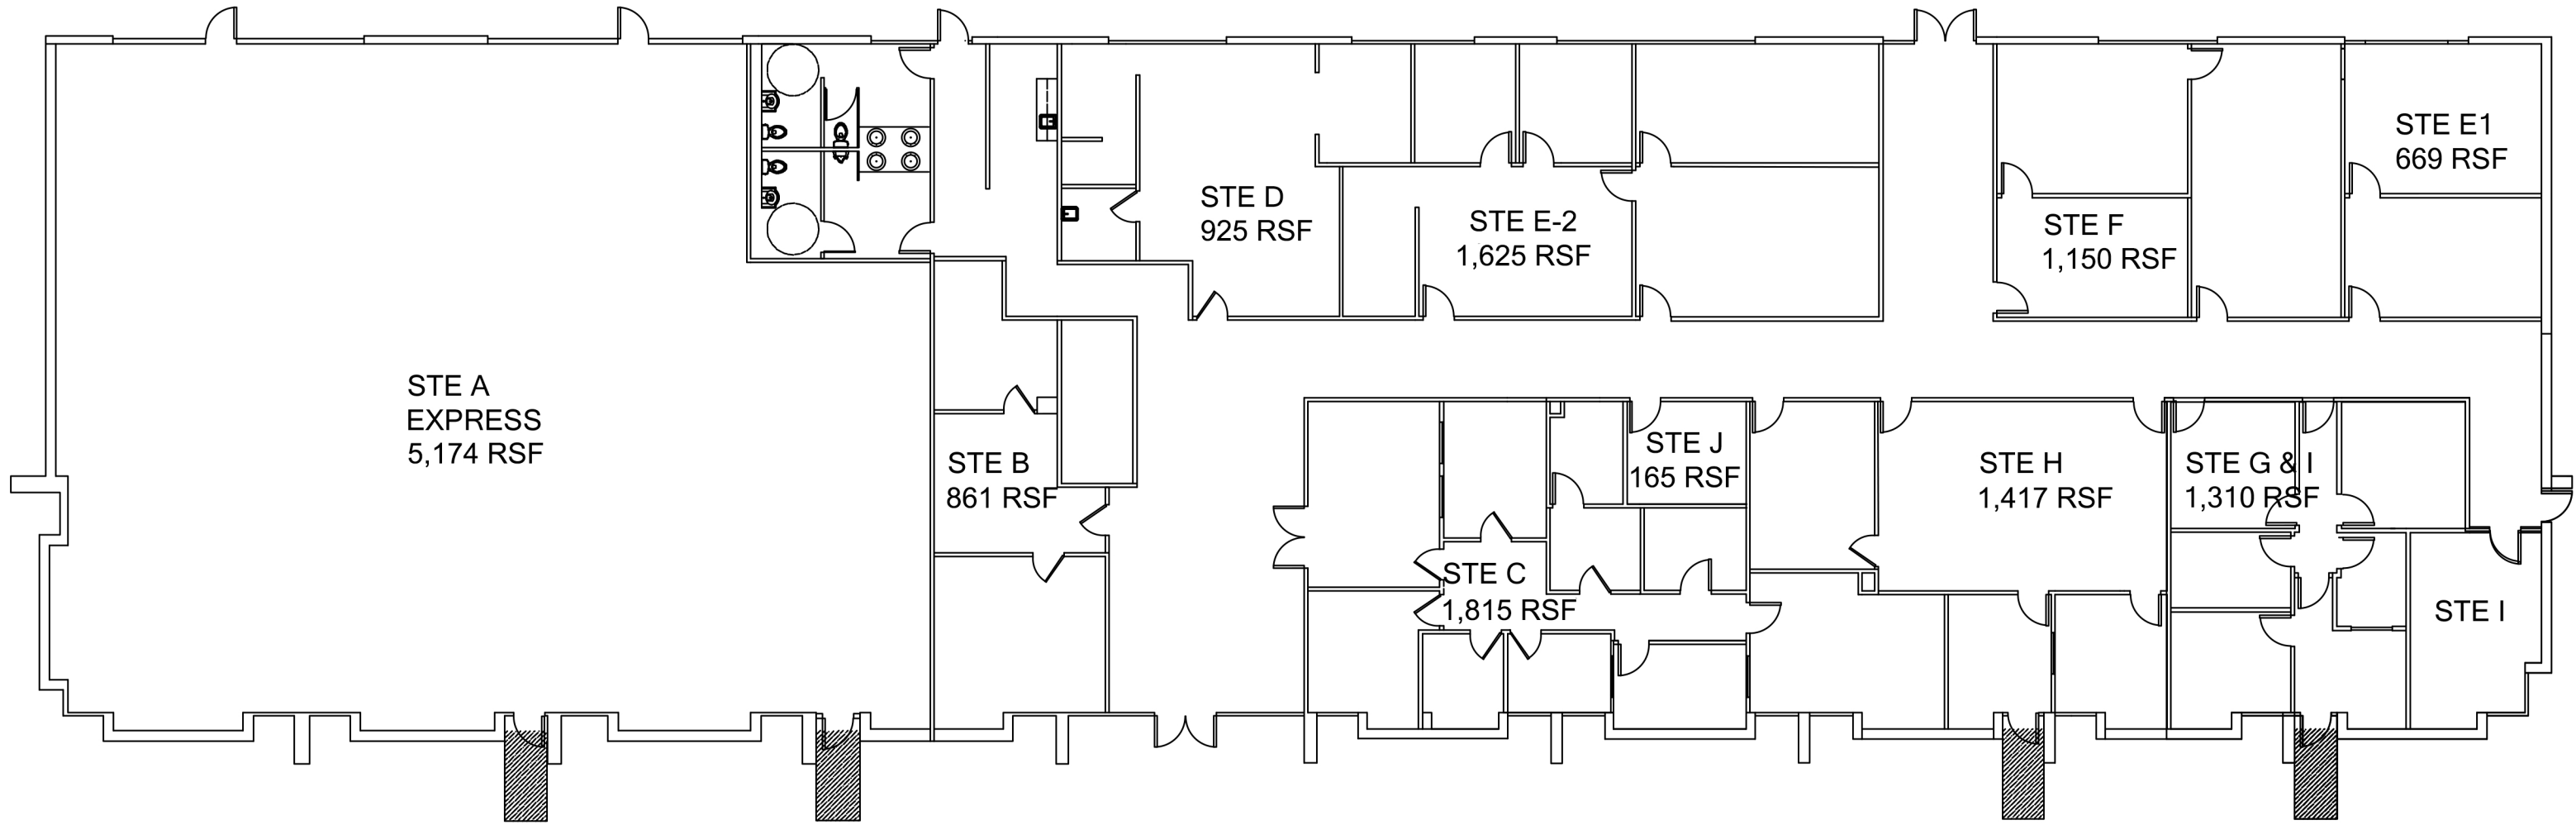 STE A
EXPRESS
5,174 RSF
STE B
861 RSF
STE D
925 RSF
STE E-2
1,625 RSF
STE F
1,150 RSF
STE E1
669 RSF
STE C
1,815 RSF
STE J
165 RSF
STE H
1,417 RSF
STE G & I
1,310 RSF
STE I